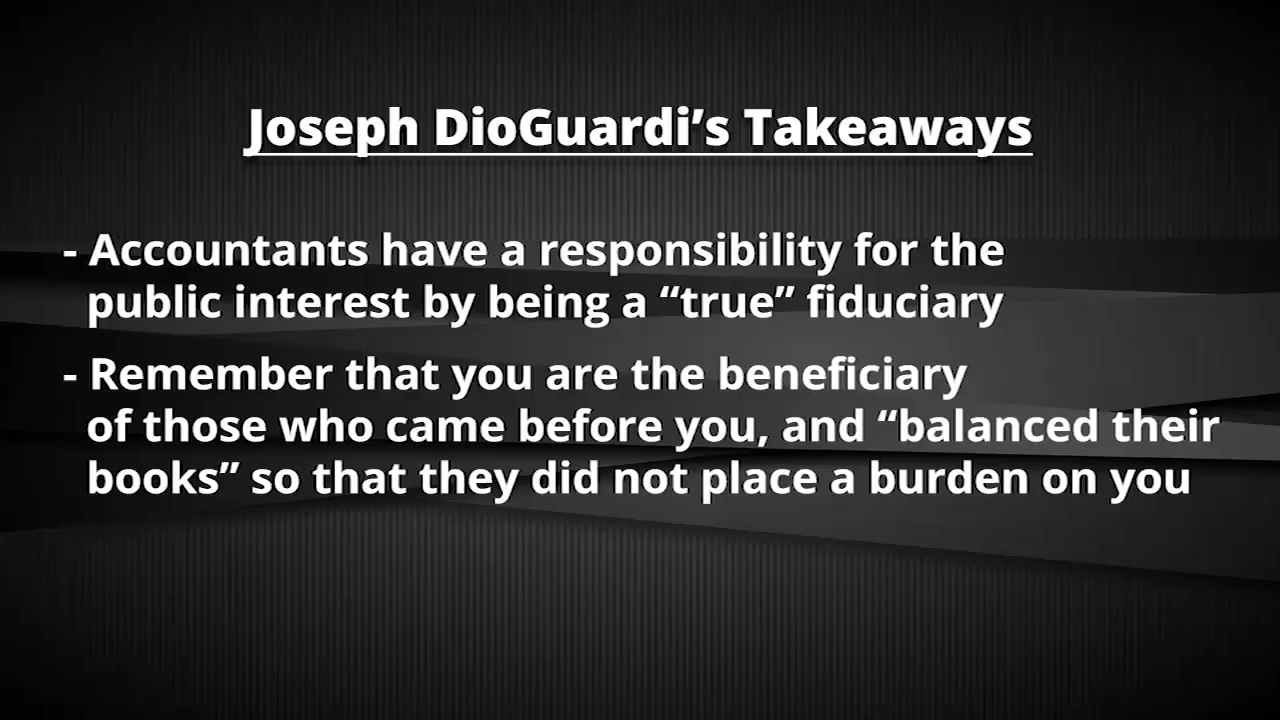 Joseph DioGuardi’s Takeaways
- Accountants have a responsibility for the
public interest by being a “true” fiduciary
- Remember that you are the beneficiary
of those who came before you, and “balanced their
books” so that they did not place a burden on you